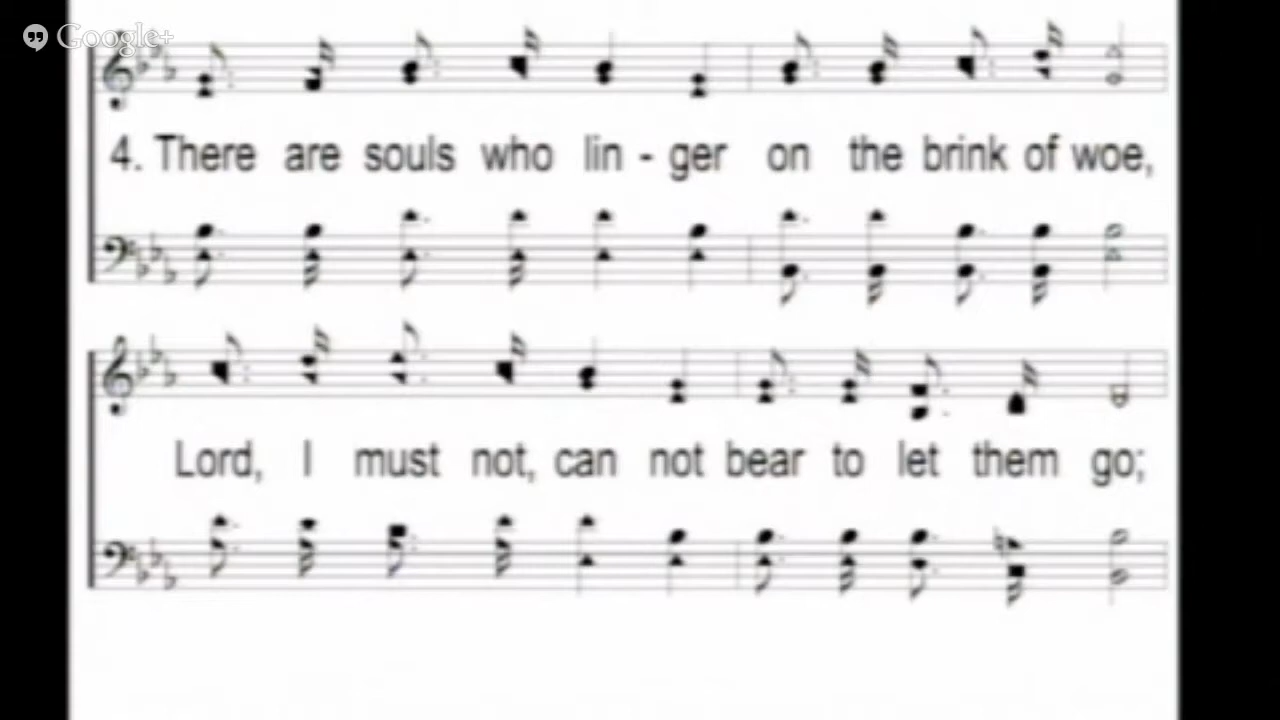 Google+
4. There are souls who lin - ger on the brink of woe,
Lord, I must not, can not bear to let them go;